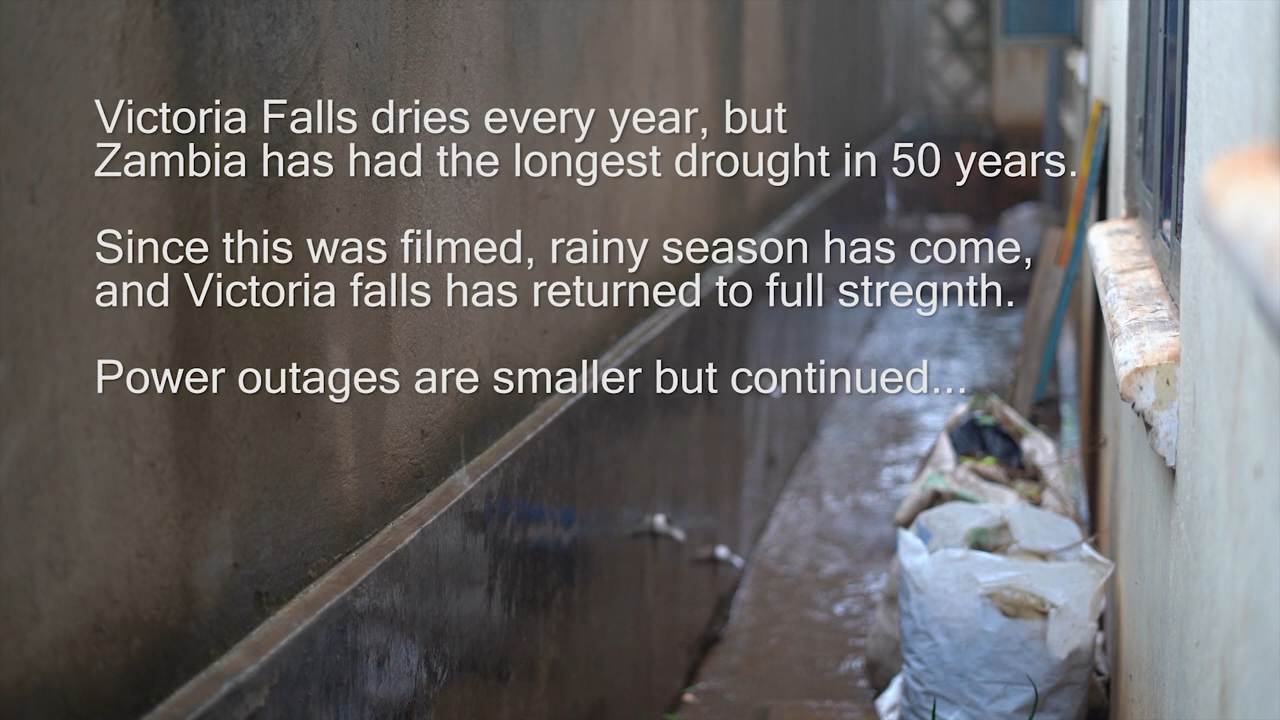 Victoria Falls dries every year, but
Zambia has had the longest drought in 50 years.
Since this was filmed, rainy season has come,
and Victoria falls has returned to full stregnth.
Power outages are smaller but continued...